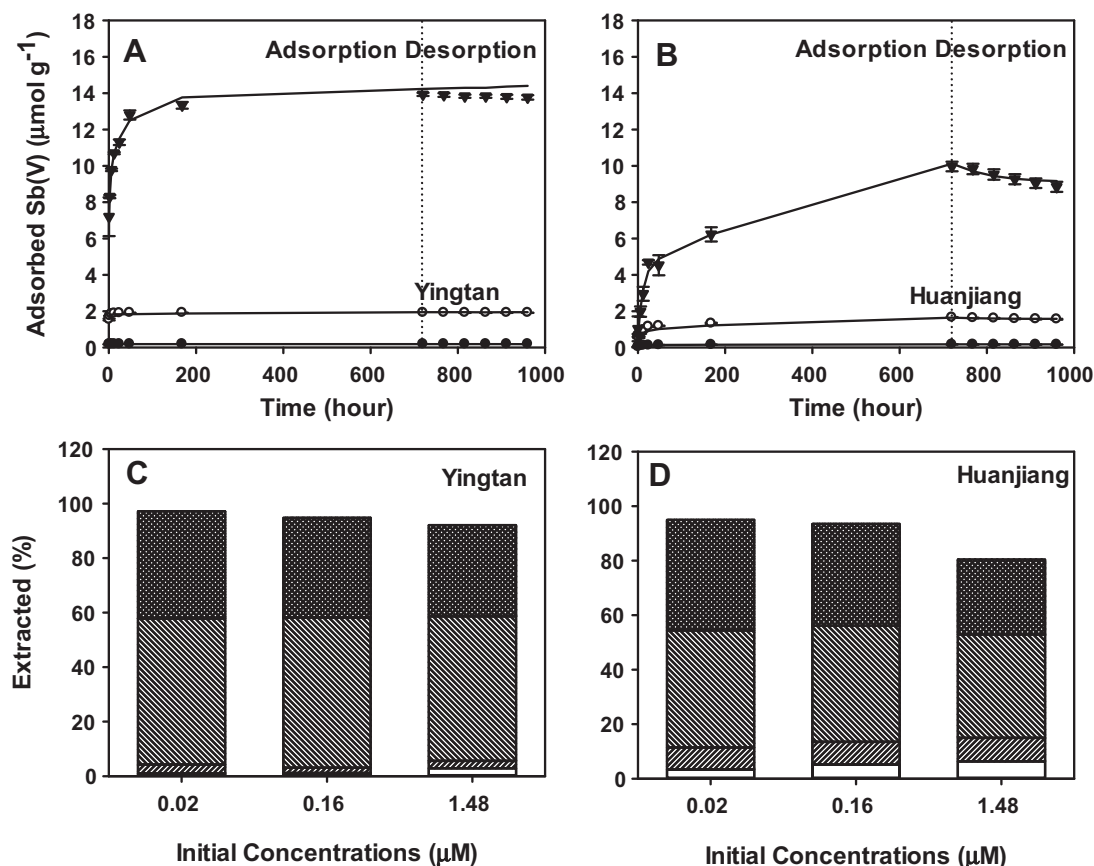 Adsorbed Sb(V) (μmol g⁻¹)
18
16
14
12
10
8
6
4
2
0
A
Adsorption Desorption
Yingtan
0 200 400 600 800 1000
Time (hour)
18
16
14
12
10
8
6
4
2
0
B
Adsorption Desorption
Huanjiang
0 200 400 600 800 1000
Time (hour)
Extracted (%)
120
100
80
60
40
20
0
C
Yingtan
0.02 0.16 1.48
Initial Concentrations (μM)
120
100
80
60
40
20
0
D
Huanjiang
0.02 0.16 1.48
Initial Concentrations (μM)